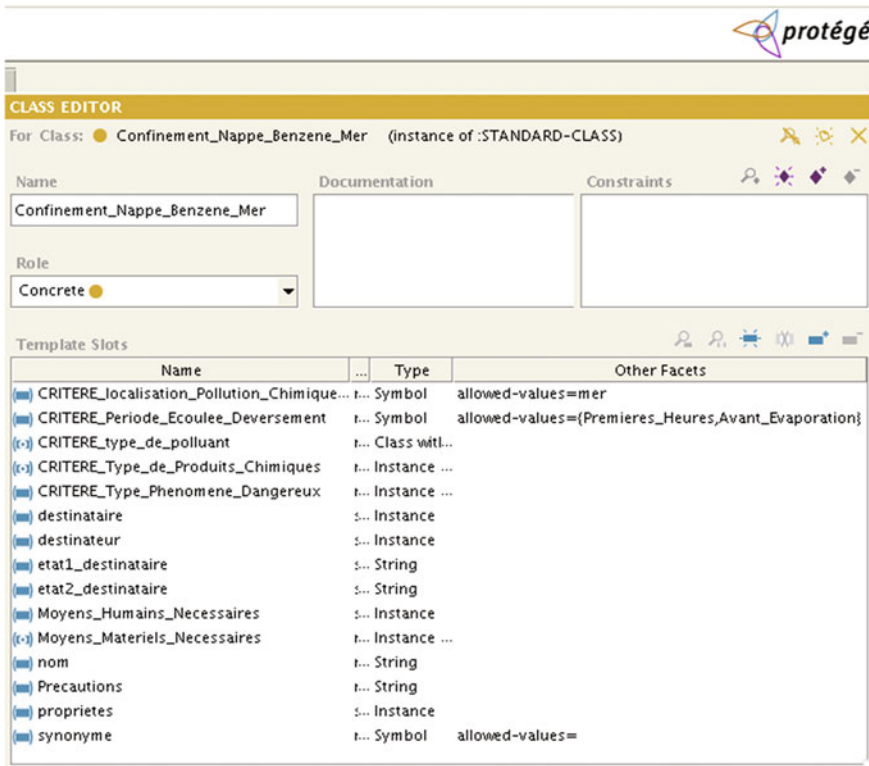 protégé
CLASS EDITOR
For Class: Confinement_Nappe_Benzene_Mer (instance of :STANDARD-CLASS)
Name Documentation Constraints
Confinement_Nappe_Benzene_Mer
Role
Concrete
Template Slots
Name ... Type Other Facets
CRITERE_localisation_Pollution_Chimique... r... Symbol allowed-values=mer
CRITERE_Periode_Ecoulee_Deversement r... Symbol allowed-values={Premieres_Heures,Avant_Evaporation}
CRITERE_type_de_polluant r... Class witl...
CRITERE_Type_de_Produits_Chimiques r... Instance ...
CRITERE_Type_Phenomene_Dangereux r... Instance ...
destinataire s... Instance
destinateur s... Instance
etat1_destinataire s... String
etat2_destinataire s... String
Moyens_Humains_Necessaires s... Instance
Moyens_Materiels_Necessaires r... Instance ...
nom r... String
Precautions r... String
proprietes s... Instance
synonyme r... Symbol allowed-values=